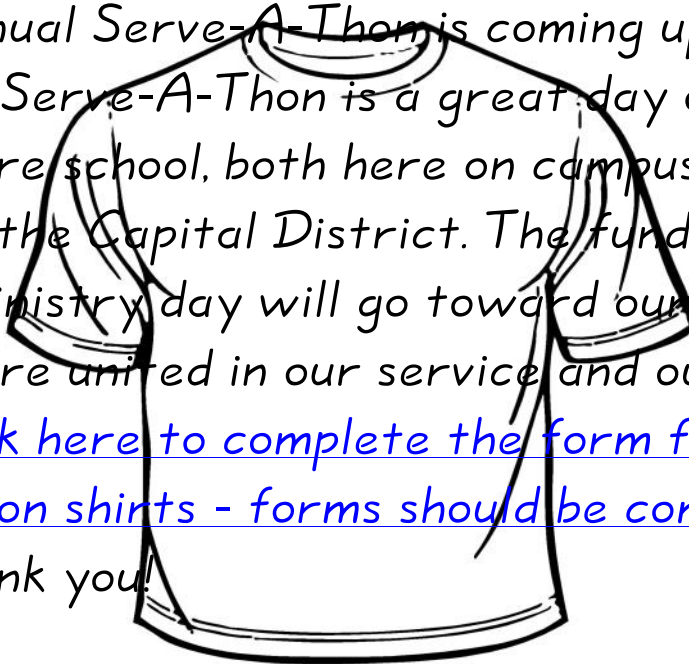 nual Serve-A-Thon is coming up
Serve-A-Thon is a great day
re school, both here on campus
the Capital District. The fund
inistry day will go toward our
re united in our service and ou
k here to complete the form f
on shirts - forms should be con
nk you!